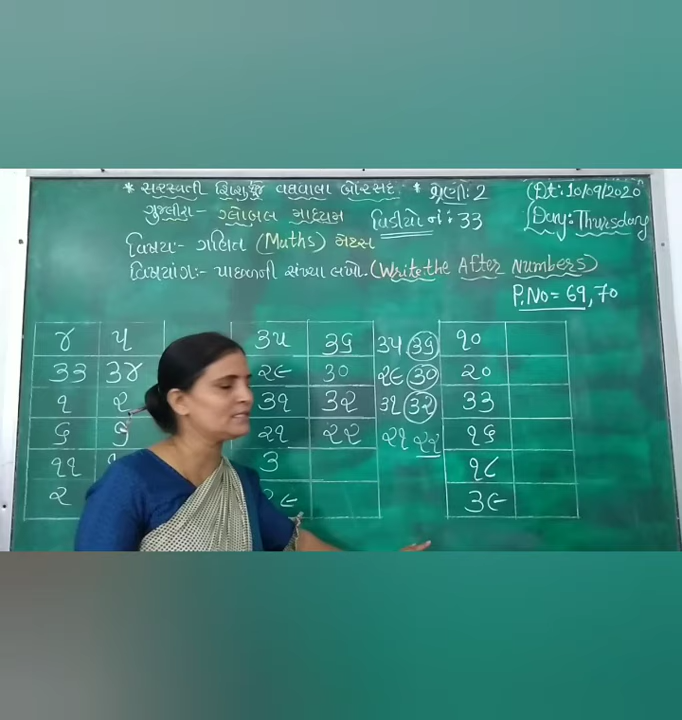 * સરસ્વતી શિશુકુંજ વઘવાલા બોરસદ. * શ્રેણી: 2 (Dt: 10/09/2020
ગુજલીશ- ગ્લોબલ માધ્યમ વિડીયો નં: 33 (Day: Thursday
વિષય:- ગણિત (Maths) મેટ્સ
વિષયાંગ:- પાછળની સંખ્યા લખો. (Write the After Numbers)
P.No = 69, 70
૪ ૫ ૩૫ ૩૬ ૩૫ ૩૬ ૧૦
૩૩ ૩૪ ૨૯ ૩૦ ૨૯ ૩૦ ૨૦
૧ ૨ ૩૧ ૩૨ ૩૧ ૩૨ ૩૩
૬ ૨૧ ૨૨ ૨૧ ૨૨ ૧૬
૧૧ ૩ ૧૮
૨ ૩૯